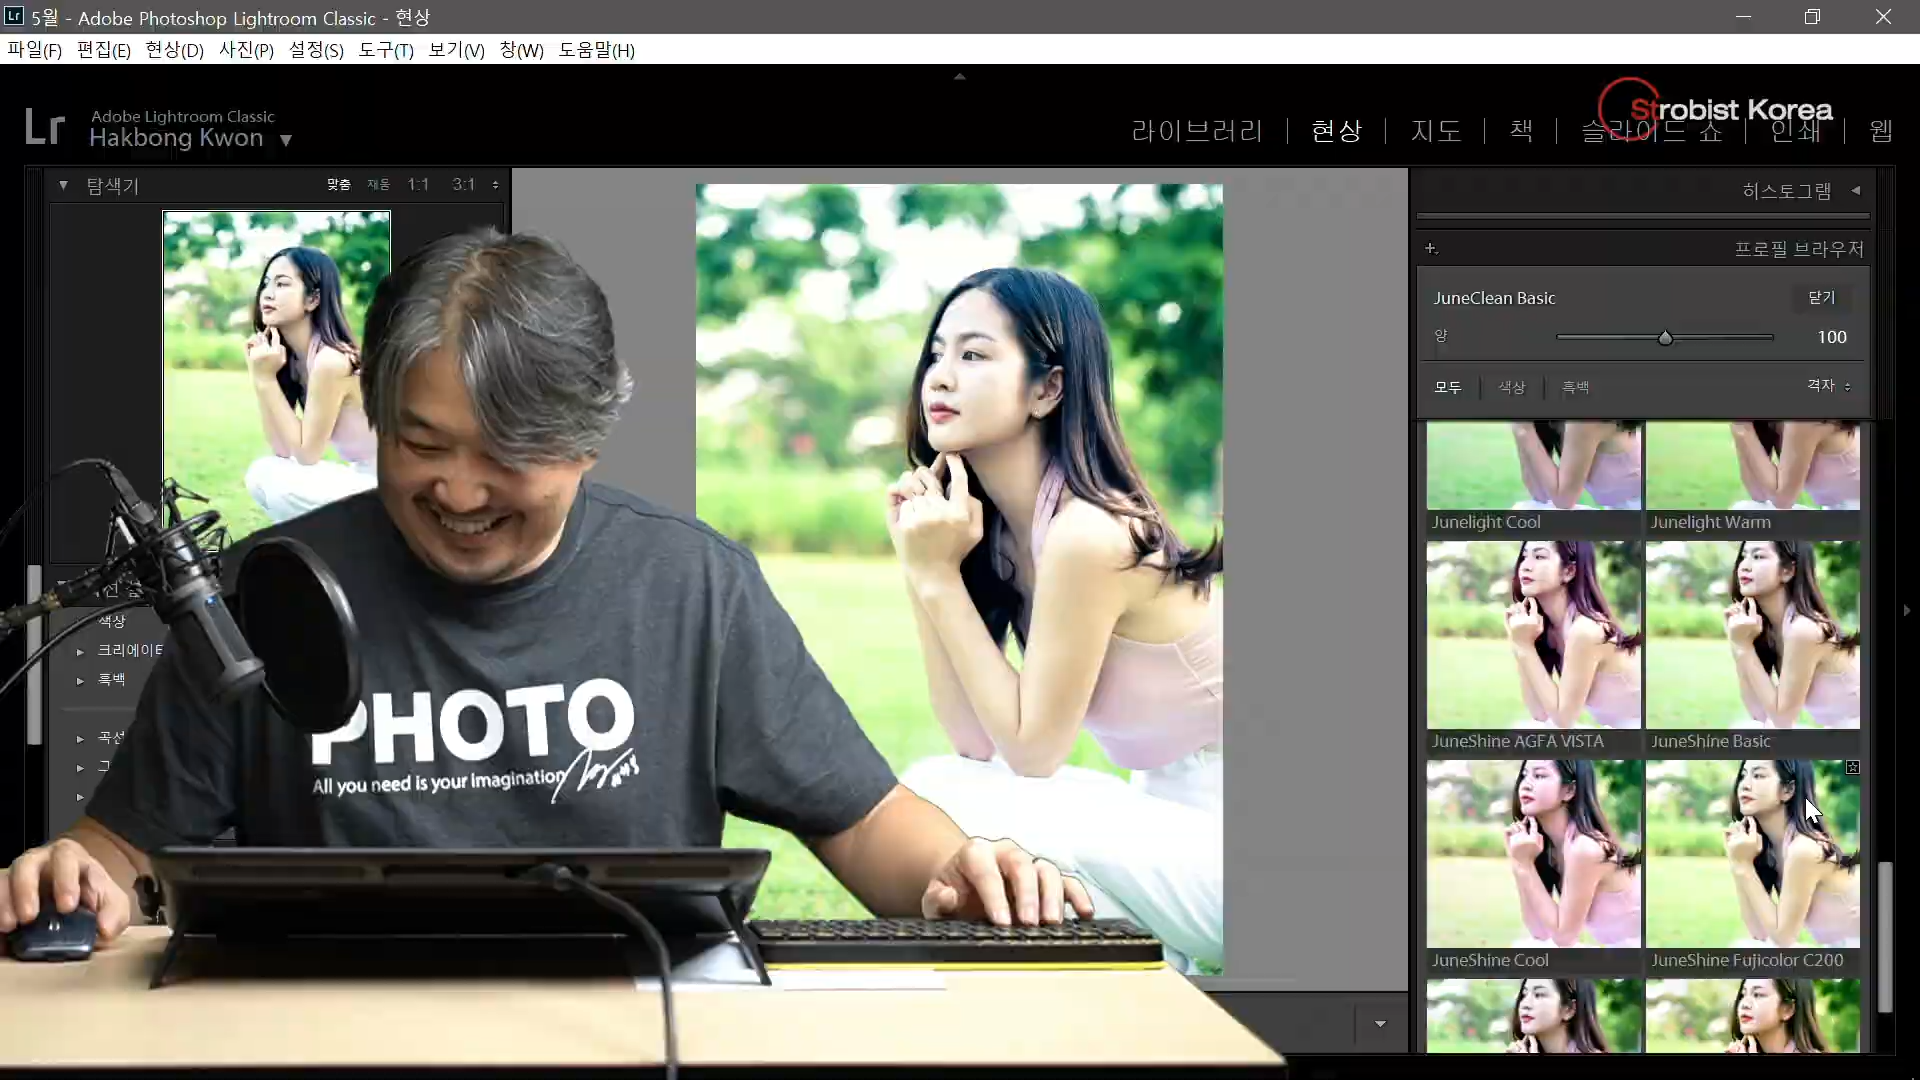 5월 - Adobe Photoshop Lightroom Classic - 현상
파일(F) 편집(E) 현상(D) 사진(P) 설정(S) 도구(T) 보기(V) 창(W) 도움말(H)
Strobist Korea
Lr
Adobe Lightroom Classic
Hakbong Kwon
라이브러리 | 현상 | 지도 | 책 | 슬라이드 쇼 | 인쇄 | 웹
탐색기 맞춤 채움 1:1 3:1
히스토그램
프로필 브라우저
JuneClean Basic 닫기
양 100
모두 색상 흑백 격자
Junelight Cool Junelight Warm
JuneShine AGFA VISTA JuneShine Basic
JuneShine Cool JuneShine Fujicolor C200
색상
크리에이티
흑백
곡선
PHOTO
All you need is your imagination